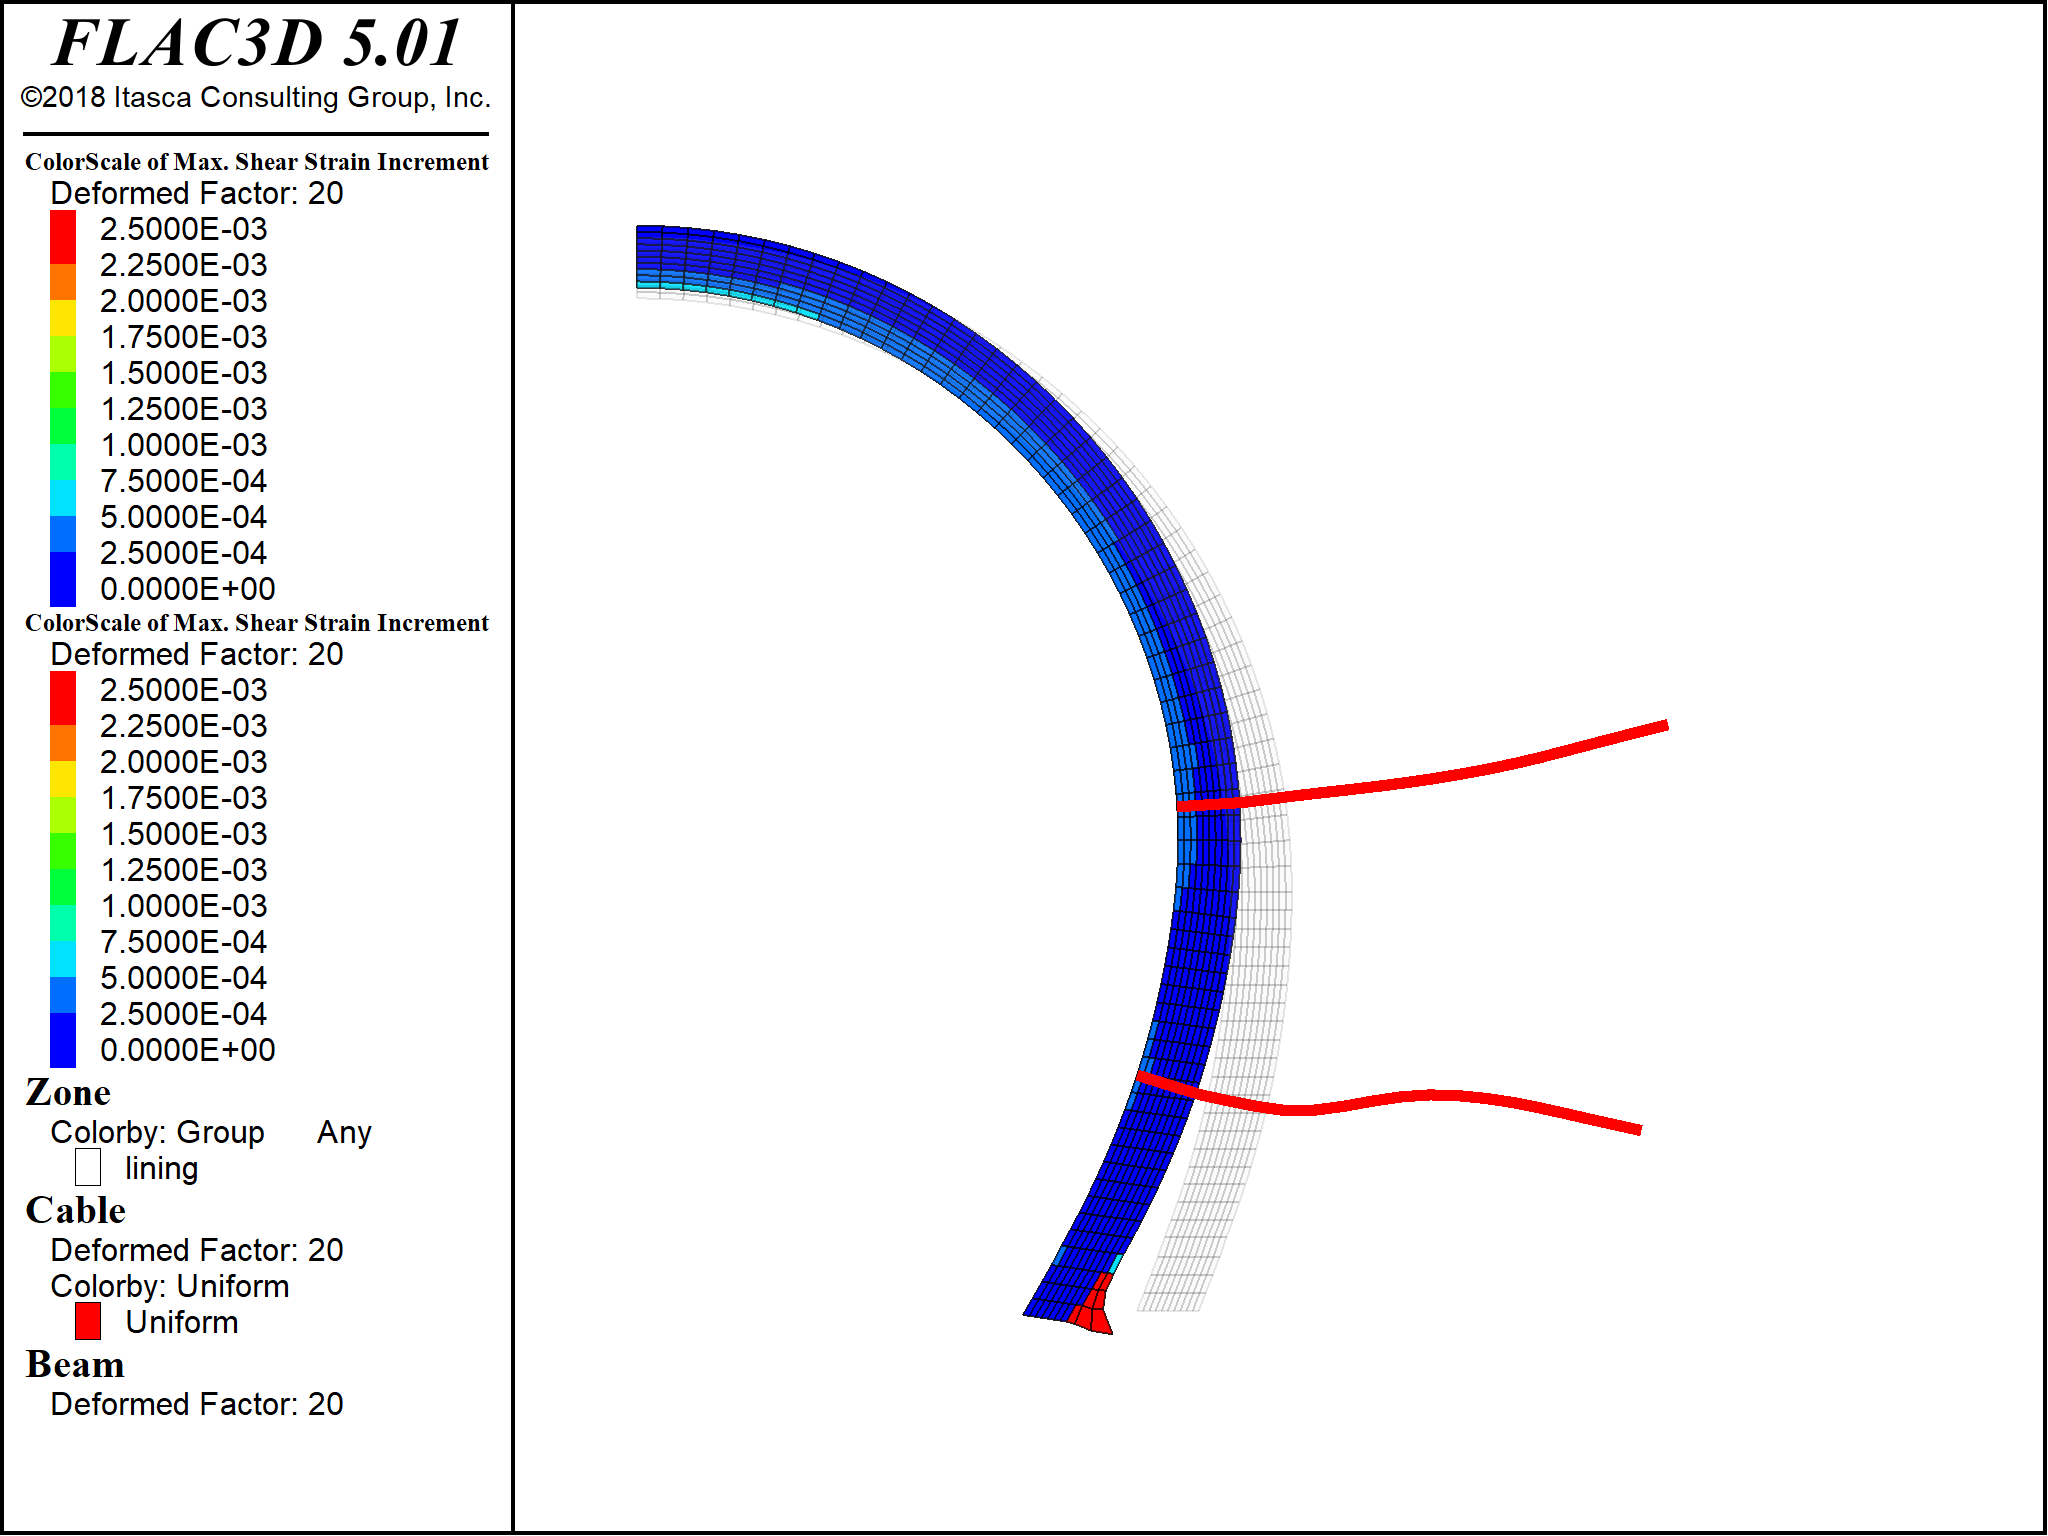 FLAC3D 5.01
©2018 Itasca Consulting Group, Inc.
ColorScale of Max. Shear Strain Increment
Deformed Factor: 20
2.5000E-03
2.2500E-03
2.0000E-03
1.7500E-03
1.5000E-03
1.2500E-03
1.0000E-03
7.5000E-04
5.0000E-04
2.5000E-04
0.0000E+00
ColorScale of Max. Shear Strain Increment
Deformed Factor: 20
2.5000E-03
2.2500E-03
2.0000E-03
1.7500E-03
1.5000E-03
1.2500E-03
1.0000E-03
7.5000E-04
5.0000E-04
2.5000E-04
0.0000E+00
Zone
Colorby: Group Any
lining
Cable
Deformed Factor: 20
Colorby: Uniform
Uniform
Beam
Deformed Factor: 20